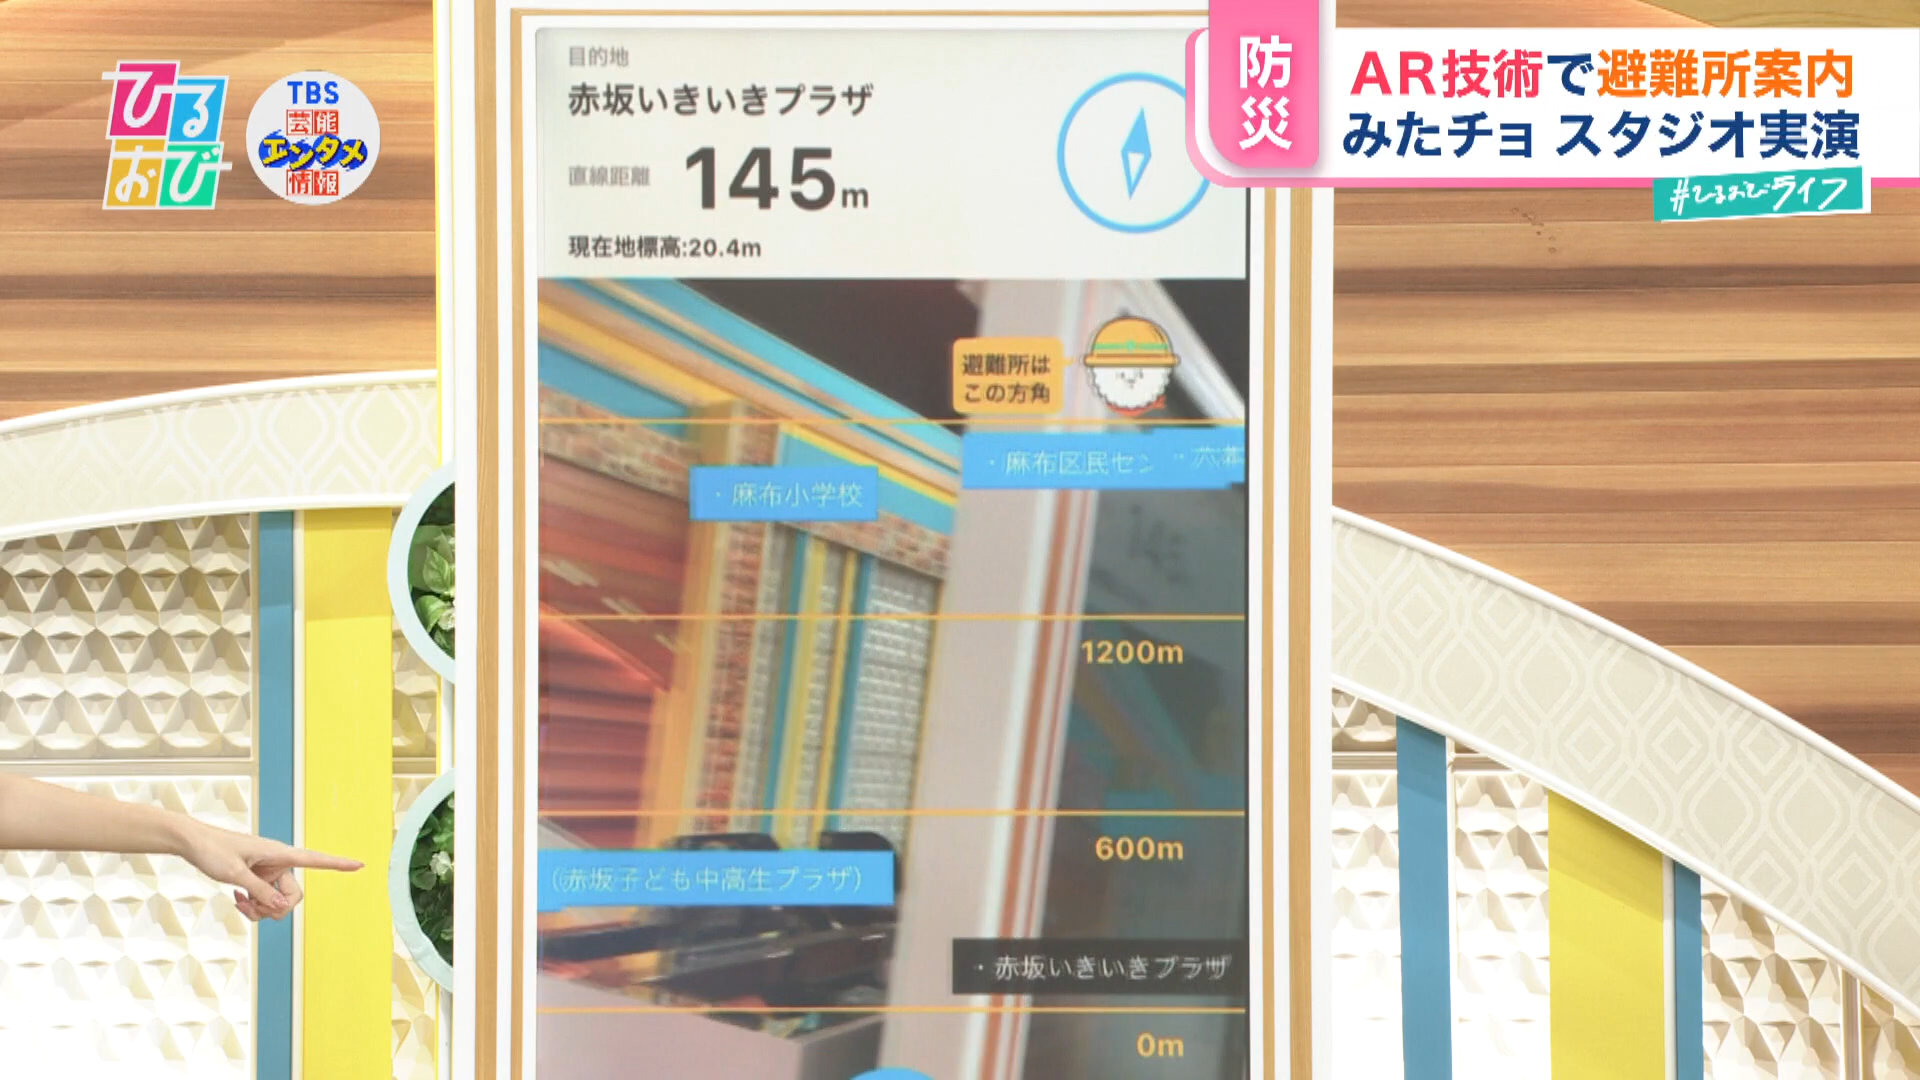 ひるおび
TBS
芸能
エンタメ
情報
防災
AR技術で避難所案内
みたチョ スタジオ実演
#ひるおびライフ
目的地
赤坂いきいきプラザ
直線距離 145m
現在地標高:20.4m
避難所は
この方角
・麻布区民セン
・麻布小学校
1200m
600m
(赤坂子ども中高生プラザ)
・赤坂いきいきプラザ
0m